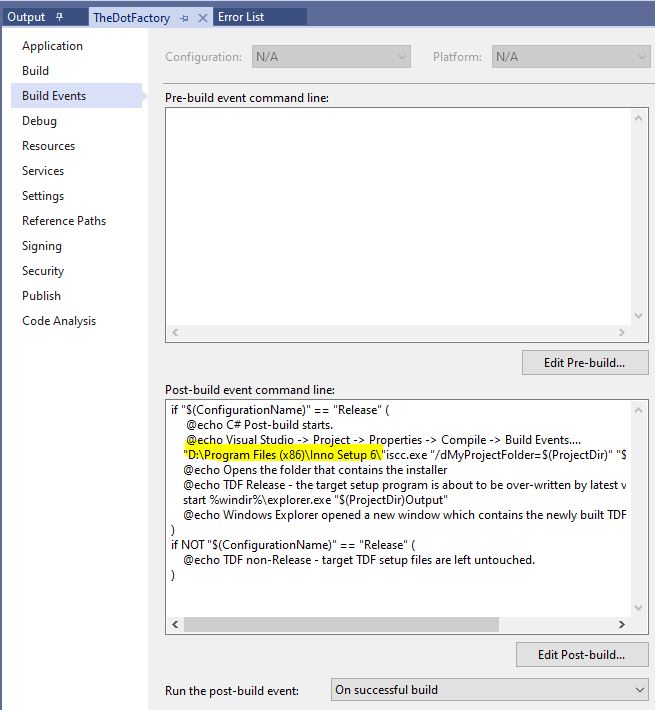 Output
TheDotFactory
Error List
Application
Build
Build Events
Debug
Resources
Services
Settings
Reference Paths
Signing
Security
Publish
Code Analysis
Configuration: N/A Platform: N/A
Pre-build event command line:
Edit Pre-build...
Post-build event command line:
if "$(ConfigurationName)" == "Release" (
@echo C# Post-build starts.
@echo Visual Studio -> Project -> Properties -> Compile -> Build Events....
"D:\Program Files (x86)\Inno Setup 6\"iscc.exe "/dMyProjectFolder=$(ProjectDir)" "$
@echo Opens the folder that contains the installer
@echo TDF Release - the target setup program is about to be over-written by latest v
start %windir%\explorer.exe "$(ProjectDir)Output"
@echo Windows Explorer opened a new window which contains the newly built TDF
)
if NOT "$(ConfigurationName)" == "Release" (
@echo TDF non-Release - target TDF setup files are left untouched.
)
Edit Post-build...
Run the post-build event: On successful build